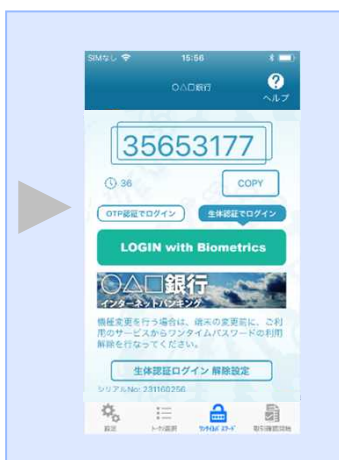 SIMなし 15:56
○△□銀行
ヘルプ
35653177
36
COPY
OTP認証でログイン
生体認証でログイン
LOGIN with Biometrics
○△□銀行
インターネットバンキング
機種変更を行う場合は、端末の変更前に、ご利
用のサービスからワンタイムパスワードの利用
解除を行なってください。
生体認証ログイン 解除設定
シリアルNo: 231160256
設定
トークン選択
ワンタイムパスワード
取引確認開始